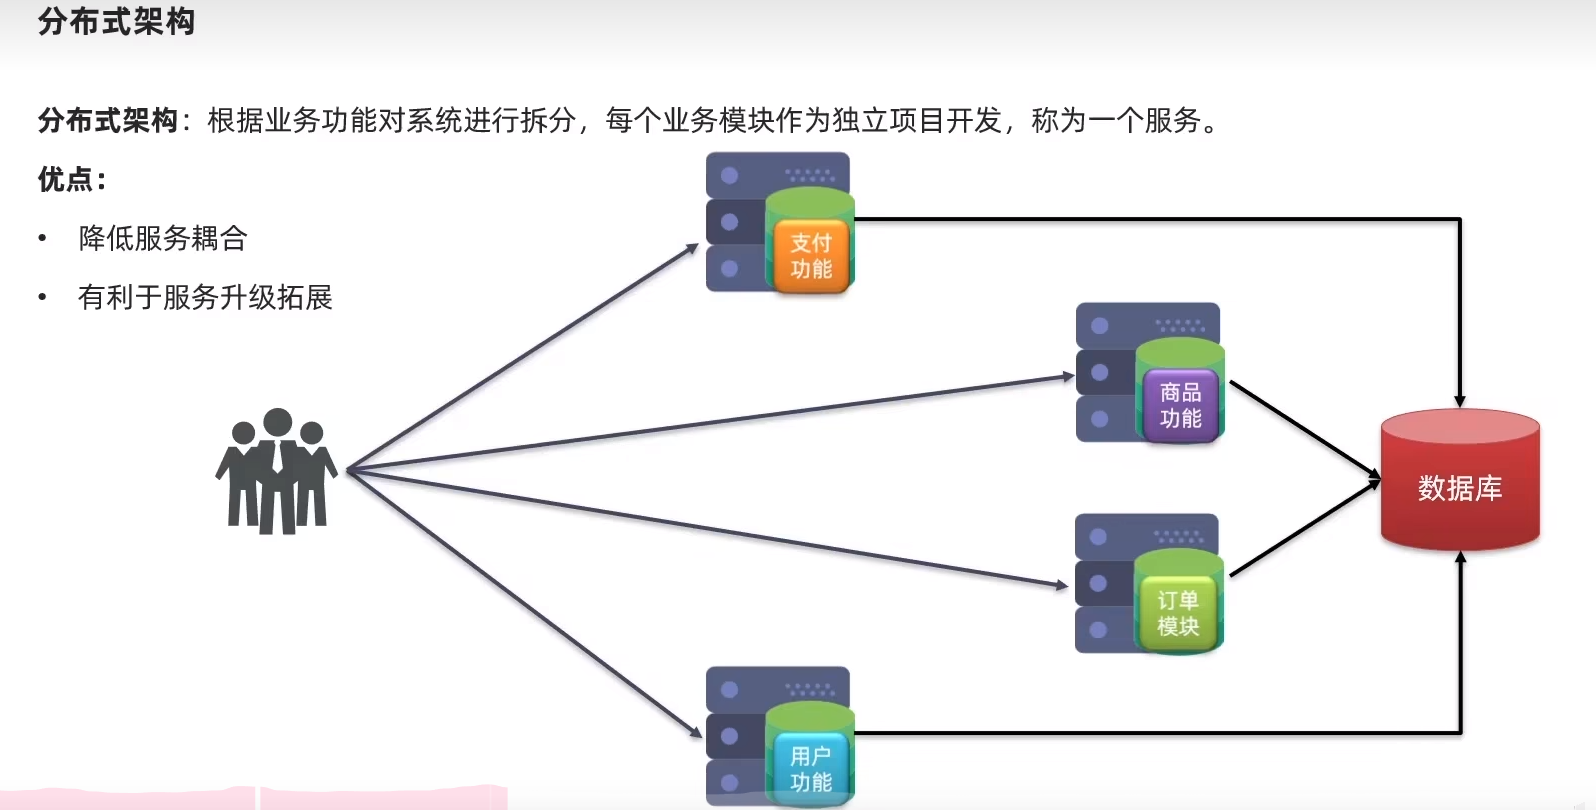 分布式架构
分布式架构：根据业务功能对系统进行拆分，每个业务模块作为独立项目开发，称为一个服务。
优点：
• 降低服务耦合
• 有利于服务升级拓展
支付
功能
商品
功能
数据库
订单
模块
用户
功能